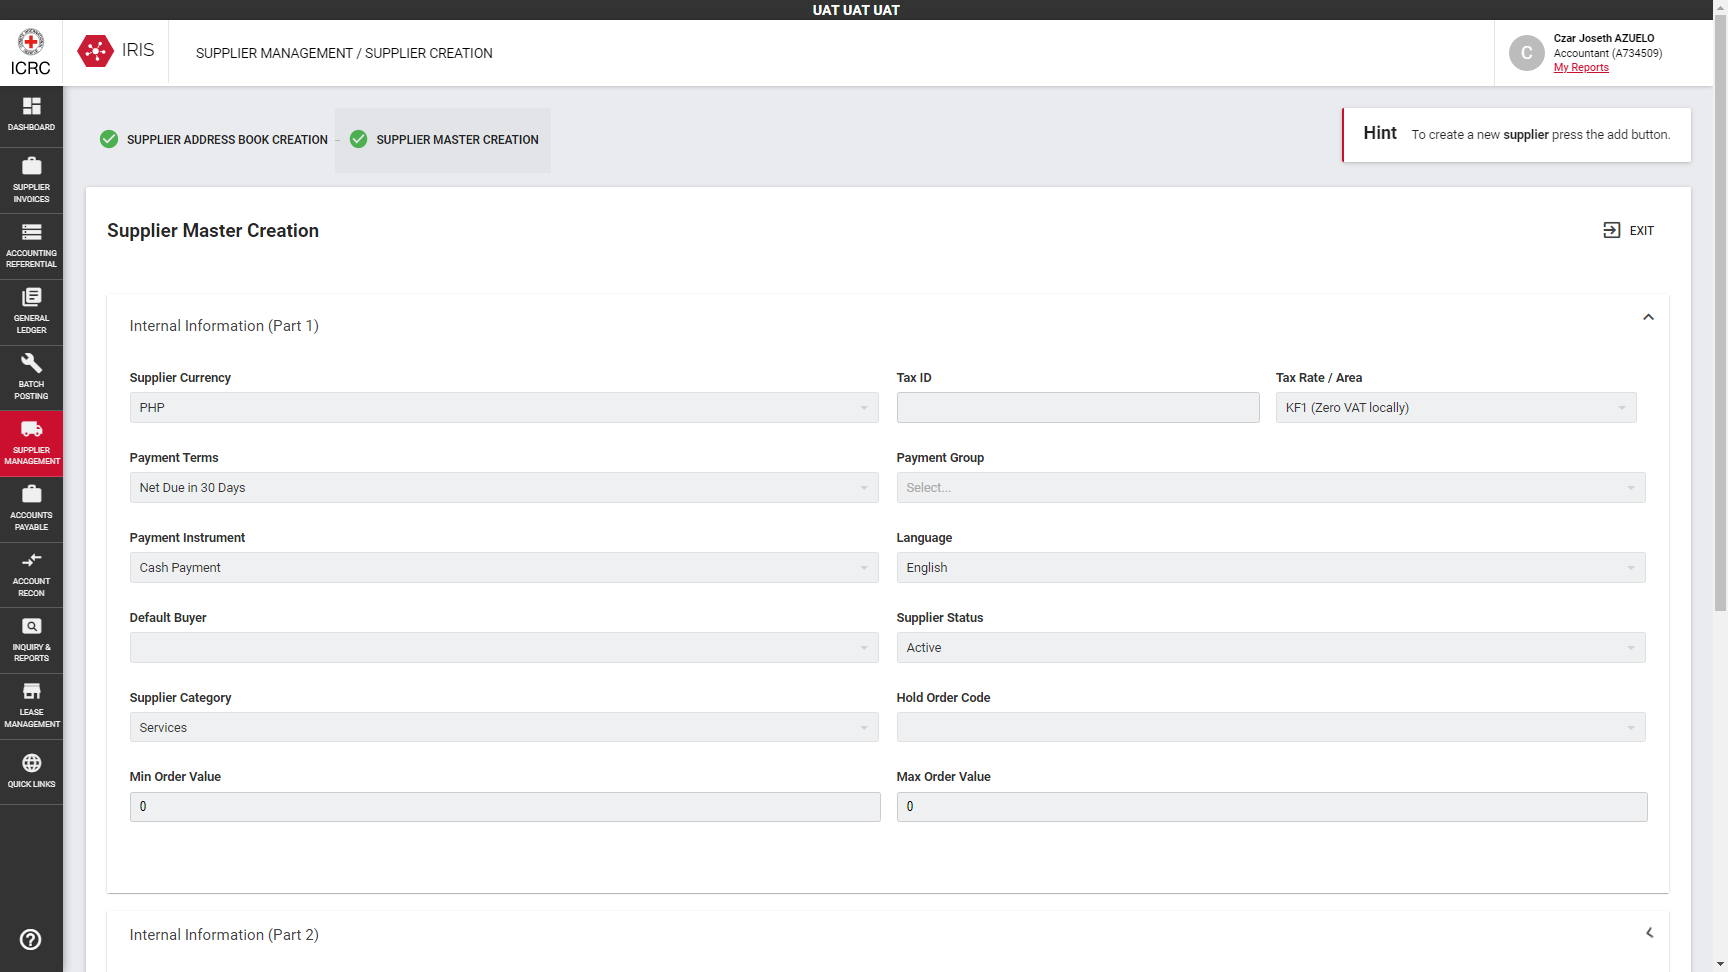 UAT UAT UAT
ICRC
IRIS
SUPPLIER MANAGEMENT / SUPPLIER CREATION
C
Czar Joseth AZUELO
Accountant (A734509)
My Reports
DASHBOARD
SUPPLIER
INVOICES
ACCOUNTING
REFERENTIAL
GENERAL
LEDGER
BATCH
POSTING
SUPPLIER
MANAGEMENT
ACCOUNTS
PAYABLE
ACCOUNT
RECON
INQUIRY &
REPORTS
LEASE
MANAGEMENT
QUICK LINKS
SUPPLIER ADDRESS BOOK CREATION
SUPPLIER MASTER CREATION
Hint To create a new supplier press the add button.
Supplier Master Creation
EXIT
Internal Information (Part 1)
Supplier Currency
PHP
Tax ID
Tax Rate / Area
KF1 (Zero VAT locally)
Payment Terms
Net Due in 30 Days
Payment Group
Select...
Payment Instrument
Cash Payment
Language
English
Default Buyer
Supplier Status
Active
Supplier Category
Services
Hold Order Code
Min Order Value
0
Max Order Value
0
Internal Information (Part 2)